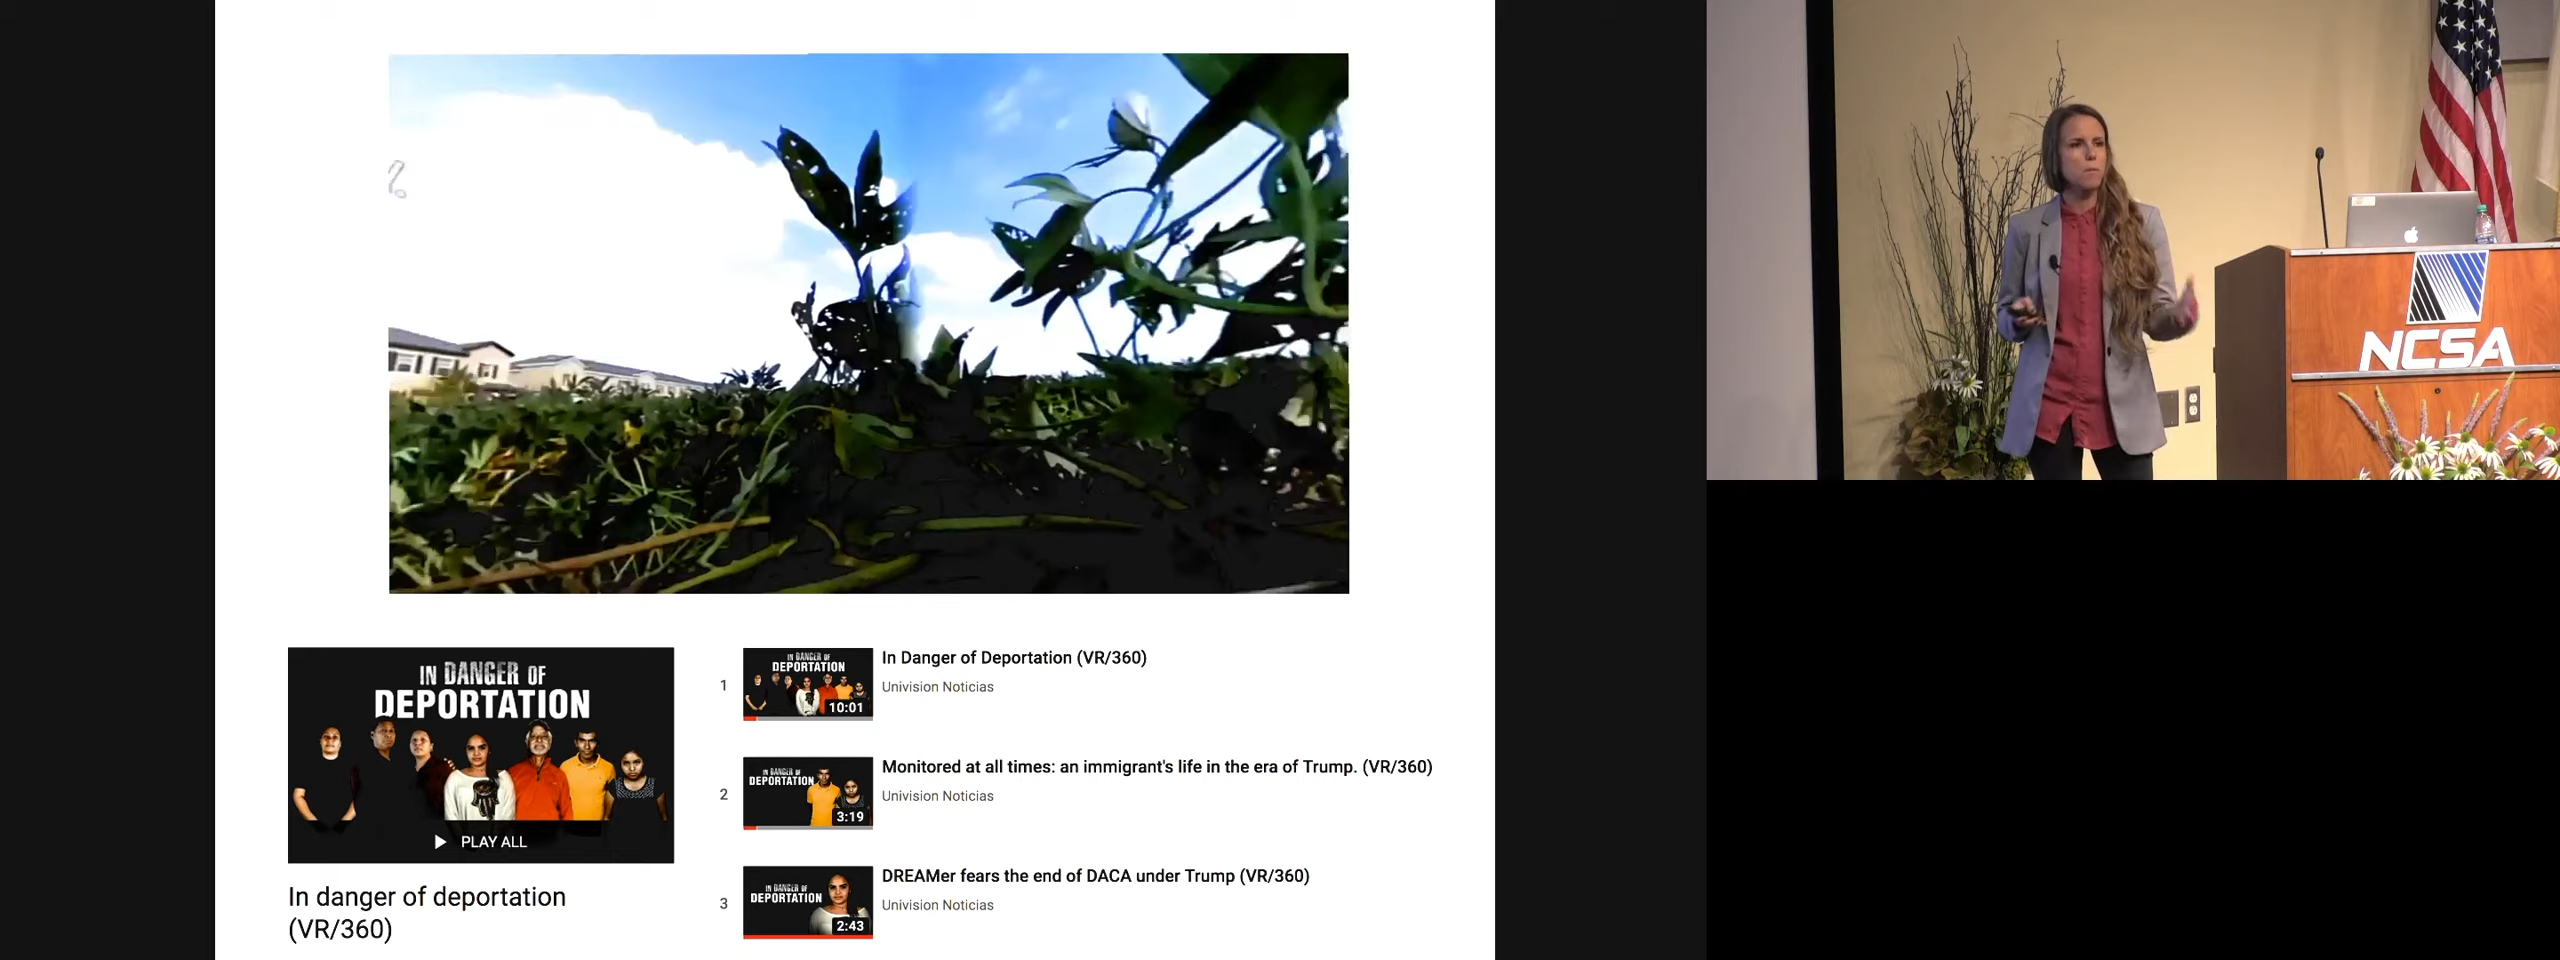 IN DANGER OF
DEPORTATION
PLAY ALL
In danger of deportation
(VR/360)
1
IN DANGER OF
DEPORTATION
10:01
In Danger of Deportation (VR/360)
Univision Noticias
2
IN DANGER OF
DEPORTATION
3:19
Monitored at all times: an immigrant's life in the era of Trump. (VR/360)
Univision Noticias
3
IN DANGER OF
DEPORTATION
2:43
DREAMer fears the end of DACA under Trump (VR/360)
Univision Noticias
NCSA